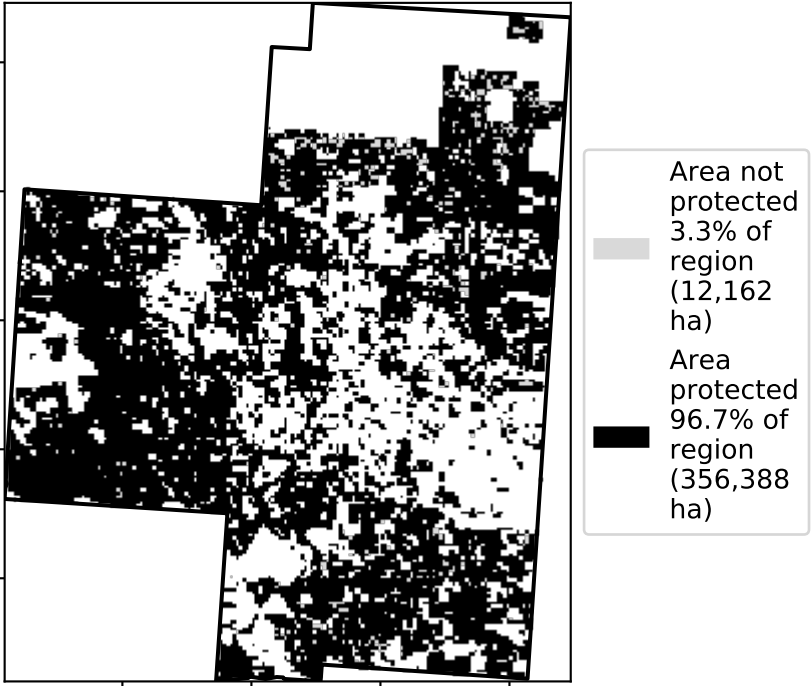 Area not
protected
3.3% of
region
(12,162
ha)
Area
protected
96.7% of
region
(356,388
ha)